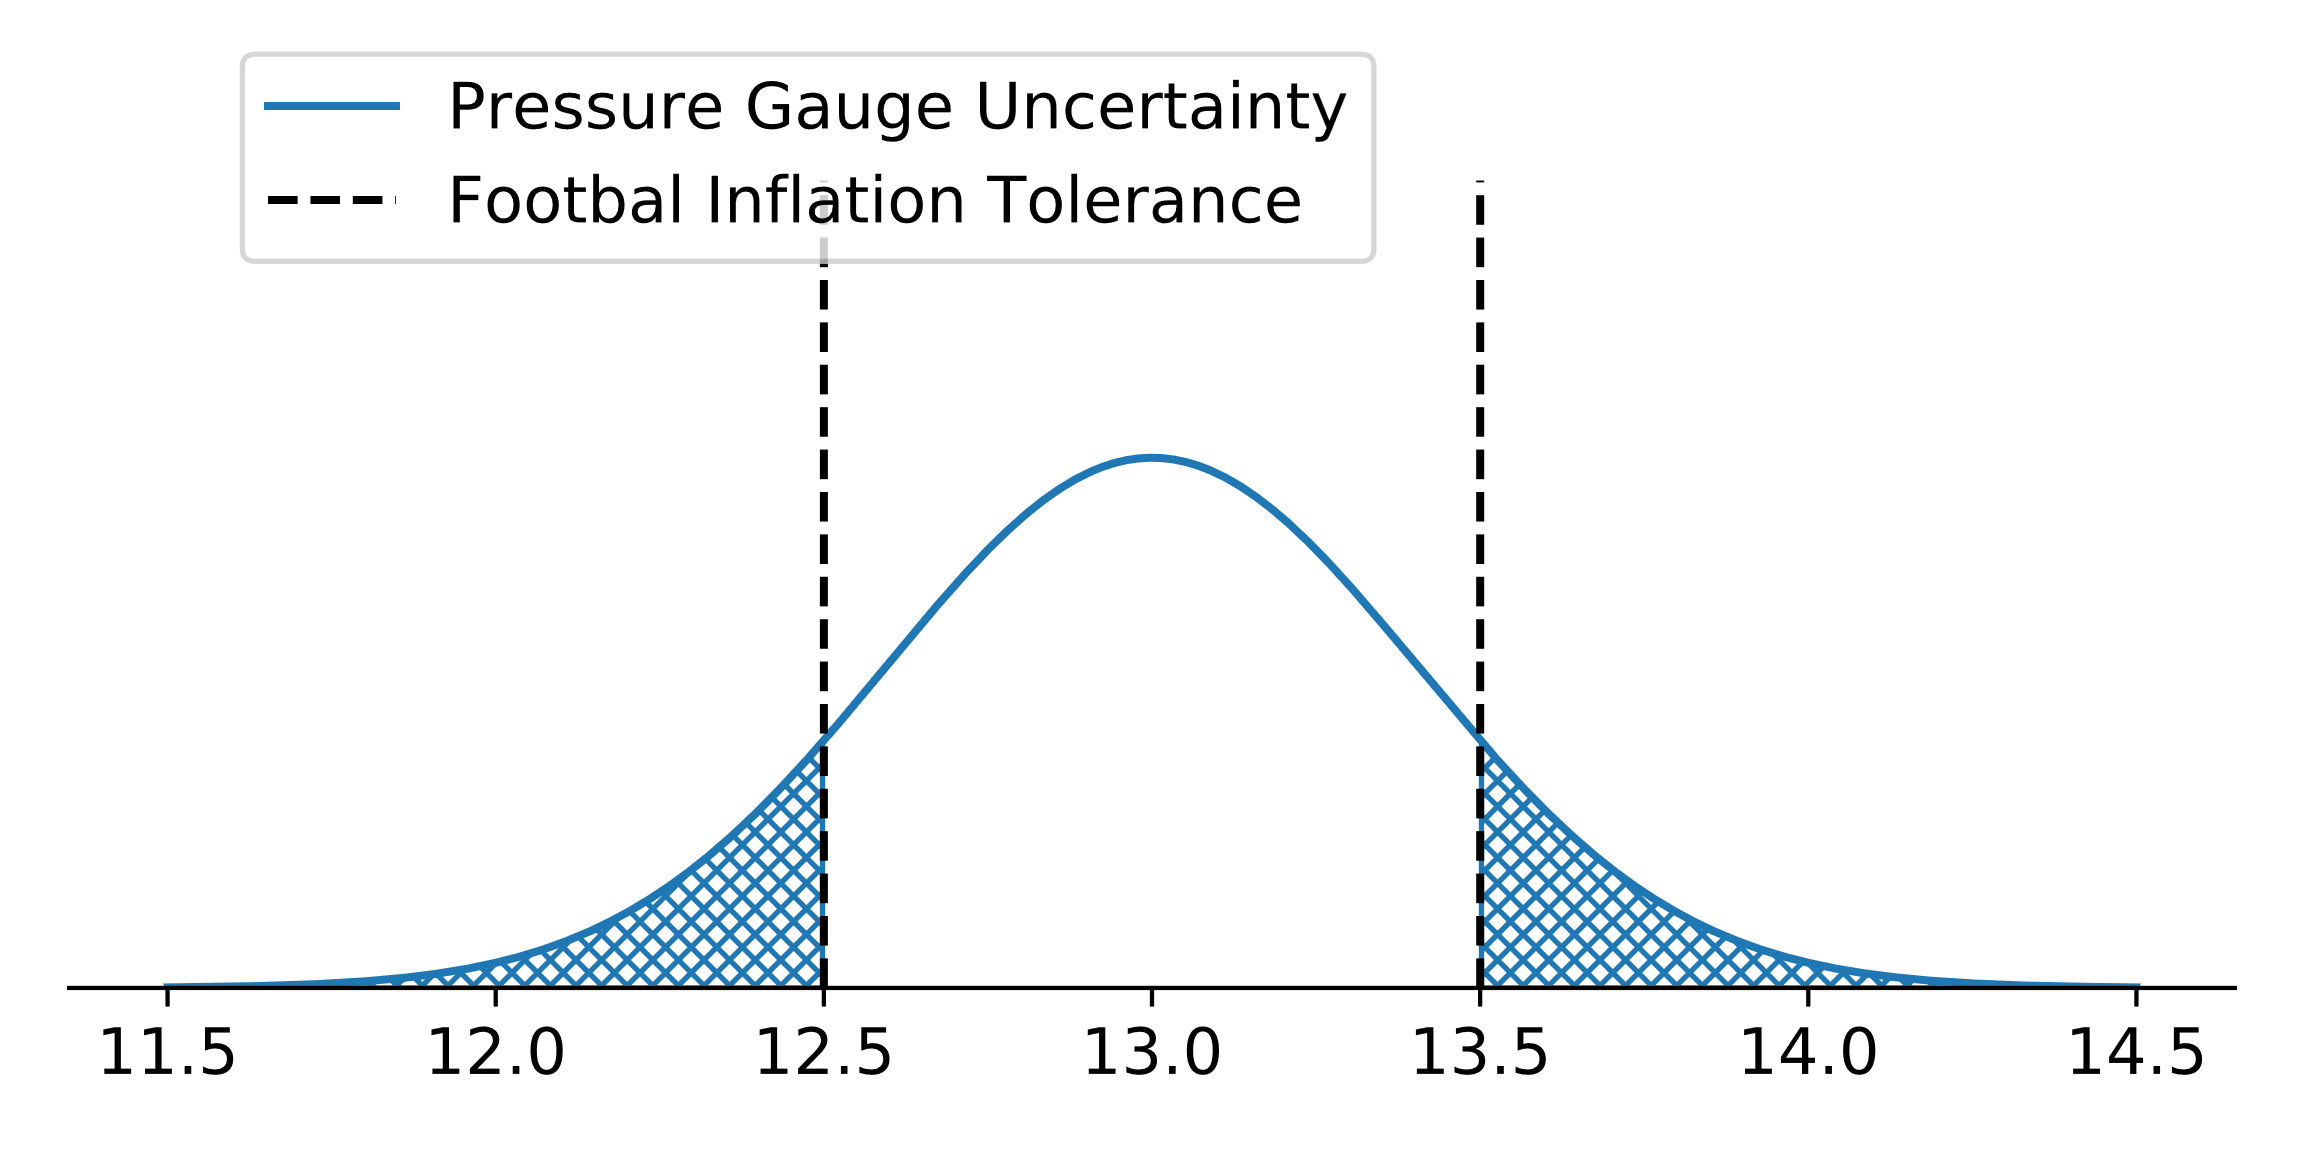 Pressure Gauge Uncertainty
Footbal Inflation Tolerance
11.5 12.0 12.5 13.0 13.5 14.0 14.5